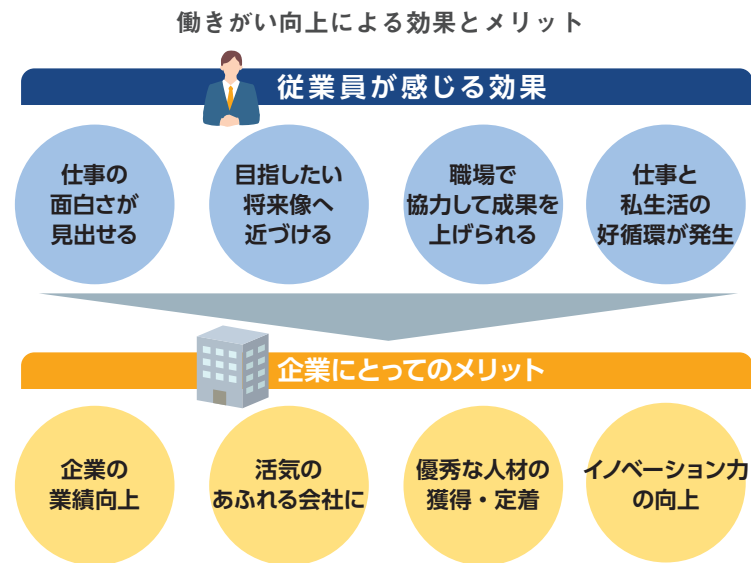 働きがい向上による効果とメリット
従業員が感じる効果
仕事の
面白さが
見出せる
目指したい
将来像へ
近づける
職場で
協力して成果を
上げられる
仕事と
私生活の
好循環が発生
企業にとってのメリット
企業の
業績向上
活気の
あふれる会社に
優秀な人材の
獲得・定着
イノベーション力
の向上